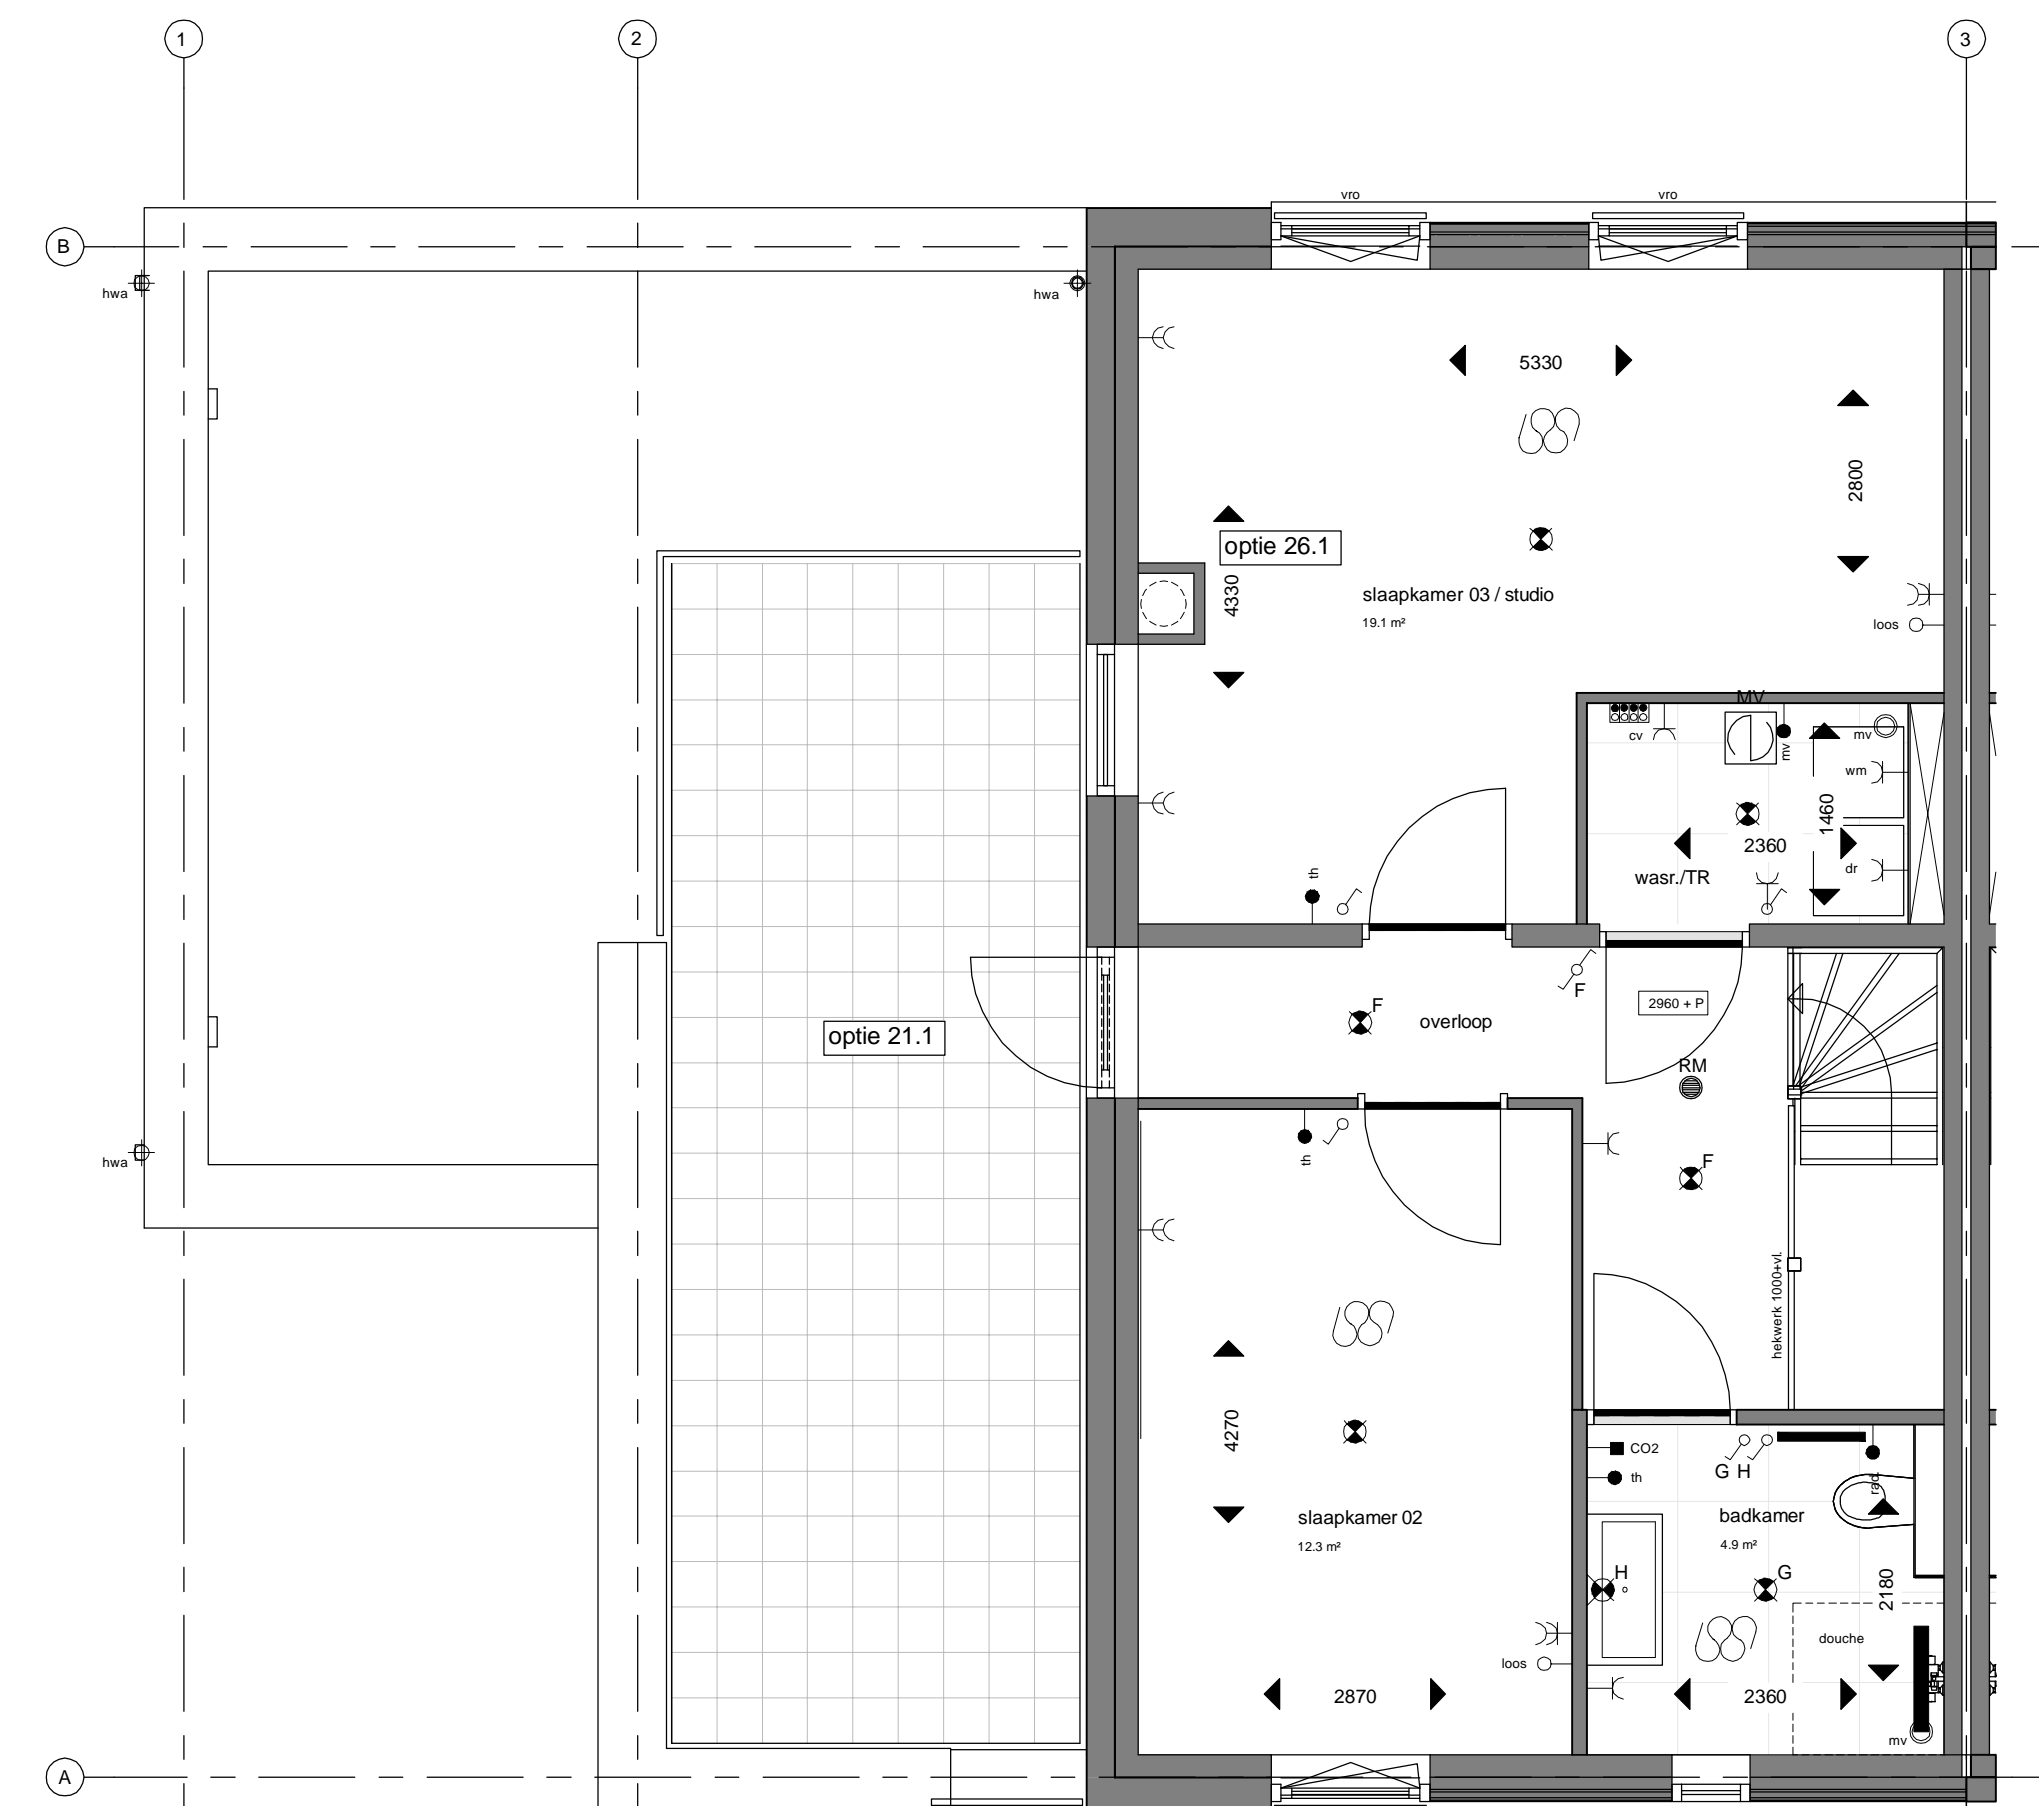 1
2
3
vro
vro
B
hwa
hwa
5330
2800
optie 26.1
4330
slaapkamer 03 / studio
19.1 m²
loos
MV
cv
mv
mv
wm
1460
2360
dr
wasr./TR
th
F
2960 + P
F
overloop
optie 21.1
RM
th
hwa
F
hekwerk 1000+vl.
4270
CO2
G H
th
rad.
slaapkamer 02
12.3 m²
badkamer
4.9 m²
H
G
2180
douche
loos
2870
2360
mv
A